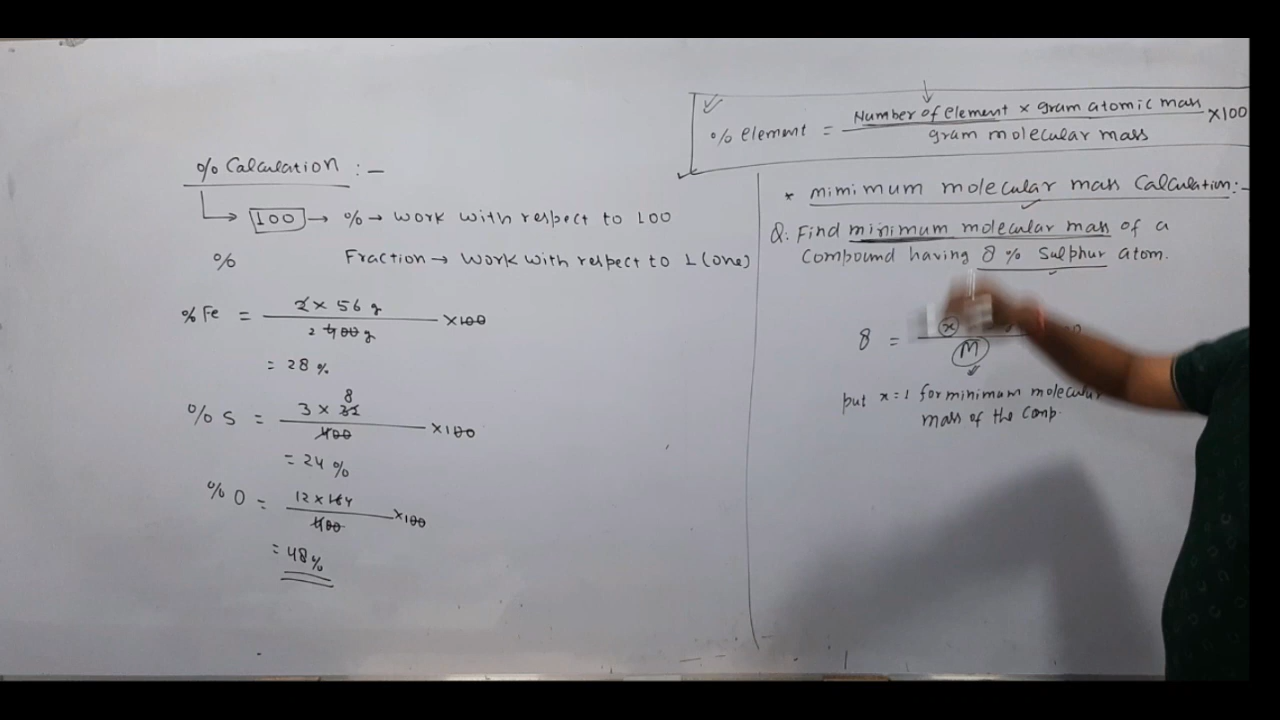 % Calculation :-
100 → % → work with respect to 100
% Fraction → work with respect to 1 (one)
% Fe = 2 × 56 g / 2 400 g × 100
= 28 %
% S = 3 × 32 8 / 400 × 100
= 24 %
% O = 12 × 16 4 / 400 × 100
= 48 %
% element = Number of element × gram atomic mass / gram molecular mass × 100
* mimimum molecular mass Calculation :-
Q. Find minimum molecular mass of a
compound having 8 % Sulphur atom.
8 = x / M
put x = 1 for minimum molecular
mass of the comp.